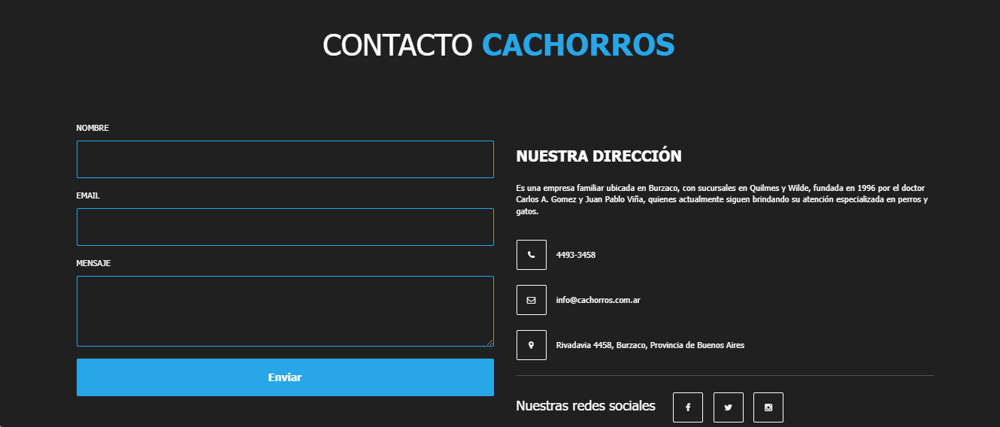 CONTACTO CACHORROS
NOMBRE
EMAIL
MENSAJE
Enviar
NUESTRA DIRECCIÓN
Es una empresa familiar ubicada en Burzaco, con sucursales en Quilmes y Wilde, fundada en 1996 por el doctor
Carlos A. Gomez y Juan Pablo Viña, quienes actualmente siguen brindando su atención especializada en perros y
gatos.
4493-3458
info@cachorros.com.ar
Rivadavia 4458, Burzaco, Provincia de Buenos Aires
Nuestras redes sociales